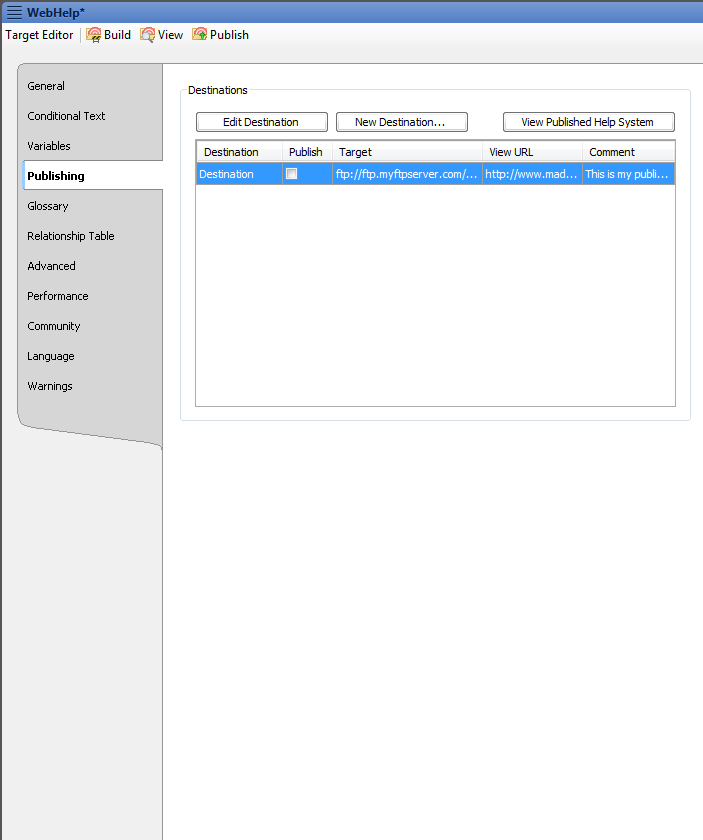 WebHelp*
Target Editor Build View Publish
General
Conditional Text
Variables
Publishing
Glossary
Relationship Table
Advanced
Performance
Community
Language
Warnings
Destinations
Edit Destination New Destination... View Published Help System
Destination Publish Target View URL Comment
Destination ftp://ftp.myftpserver.com/... http://www.mad... This is my publi...